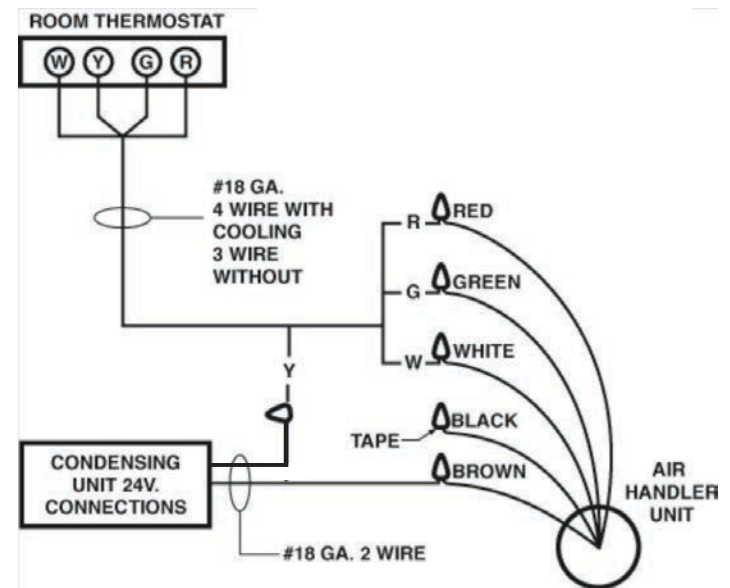 ROOM THERMOSTAT
W Y G R
#18 GA.
4 WIRE WITH
COOLING
3 WIRE
WITHOUT
R RED
G GREEN
W WHITE
Y
TAPE BLACK
BROWN
CONDENSING
UNIT 24V.
CONNECTIONS
AIR
HANDLER
UNIT
#18 GA. 2 WIRE